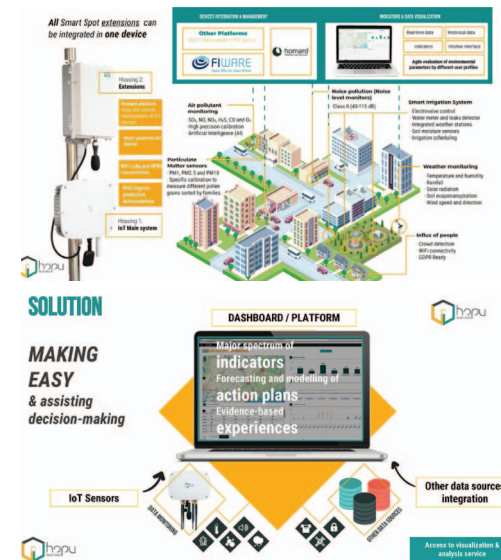 All Smart Spot extensions can
be integrated in one device
Housing 2:
Extensions
Housing 1:
IoT Main system
hopu
DEVICES INTEGRATION & MANAGEMENT
Other Platforms
FIWARE
homard
INDICATORS & DATA VISUALIZATION
Real-time data
Historical data
Indicators
Intuitive interface
Agile evaluation of environmental
parameters by different user profiles
Air pollutant
monitoring
SO₂, NO, NO₂, H₂S, CO and O₃
- High precision calibration
- Artificial Intelligence (AI)
Particulate
Matter sensors
- PM1, PM2.5 and PM10
- Specific calibration to
measure different pollen
grains sorted by families
Noise pollution (Noise
level monitors)
Class II (40-115 dB)
Smart Irrigation System
- Electrovalve control
- Water meter and leaks detector
- Integrated weather stations
- Soil moisture sensors
- Irrigation scheduling
Weather monitoring
- Temperature and humidity
Rainfall
- Solar radiation
- Soil evapotranspiration
- Wind speed and direction
Influx of people
- Crowd detection
- WiFi connectivity
- GDPR Ready
SOLUTION
MAKING
EASY
& assisting
decision-making
DASHBOARD / PLATFORM
hopu
Major spectrum of
indicators
Forecasting and modelling of
action plans
Evidence-based
experiences
IoT Sensors
DATA MONITORING
OTHER DATA SOURCES
Other data sources
integration
hopu
Access to visualization &
analysis service